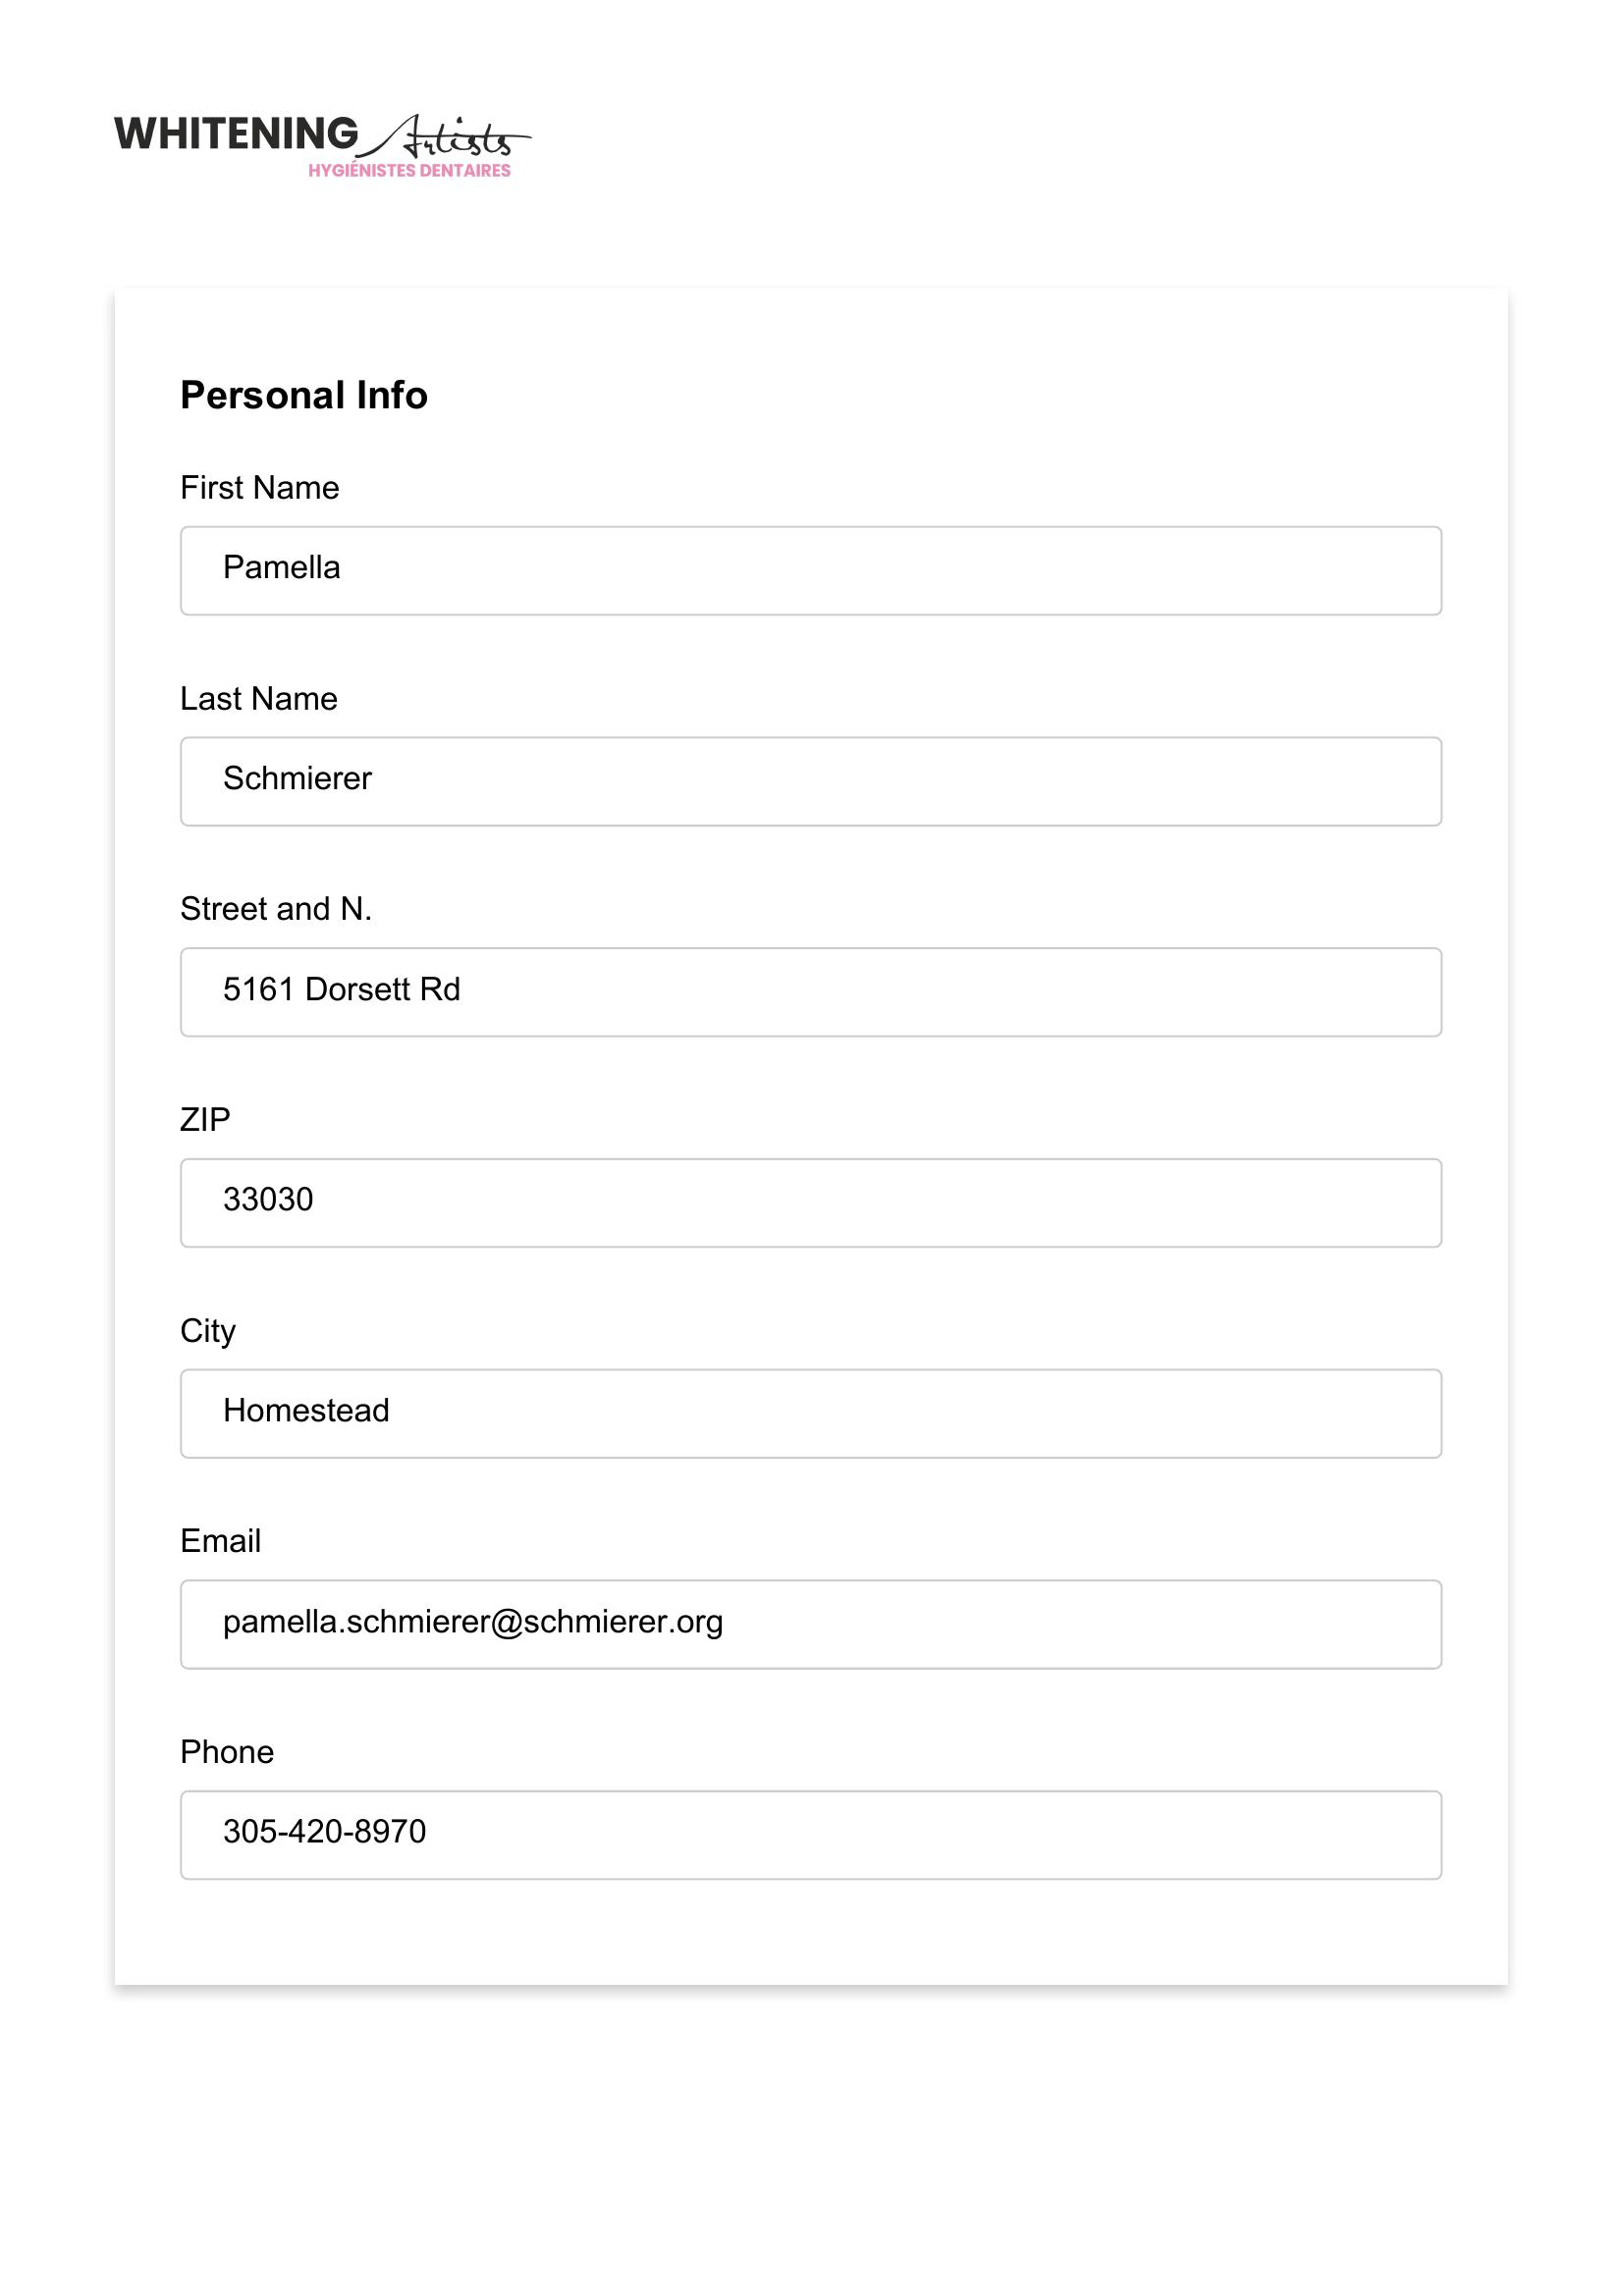 WHITENING Artists
HYGIÉNISTES DENTAIRES
Personal Info
First Name
Pamella
Last Name
Schmierer
Street and N.
5161 Dorsett Rd
ZIP
33030
City
Homestead
Email
pamella.schmierer@schmierer.org
Phone
305-420-8970